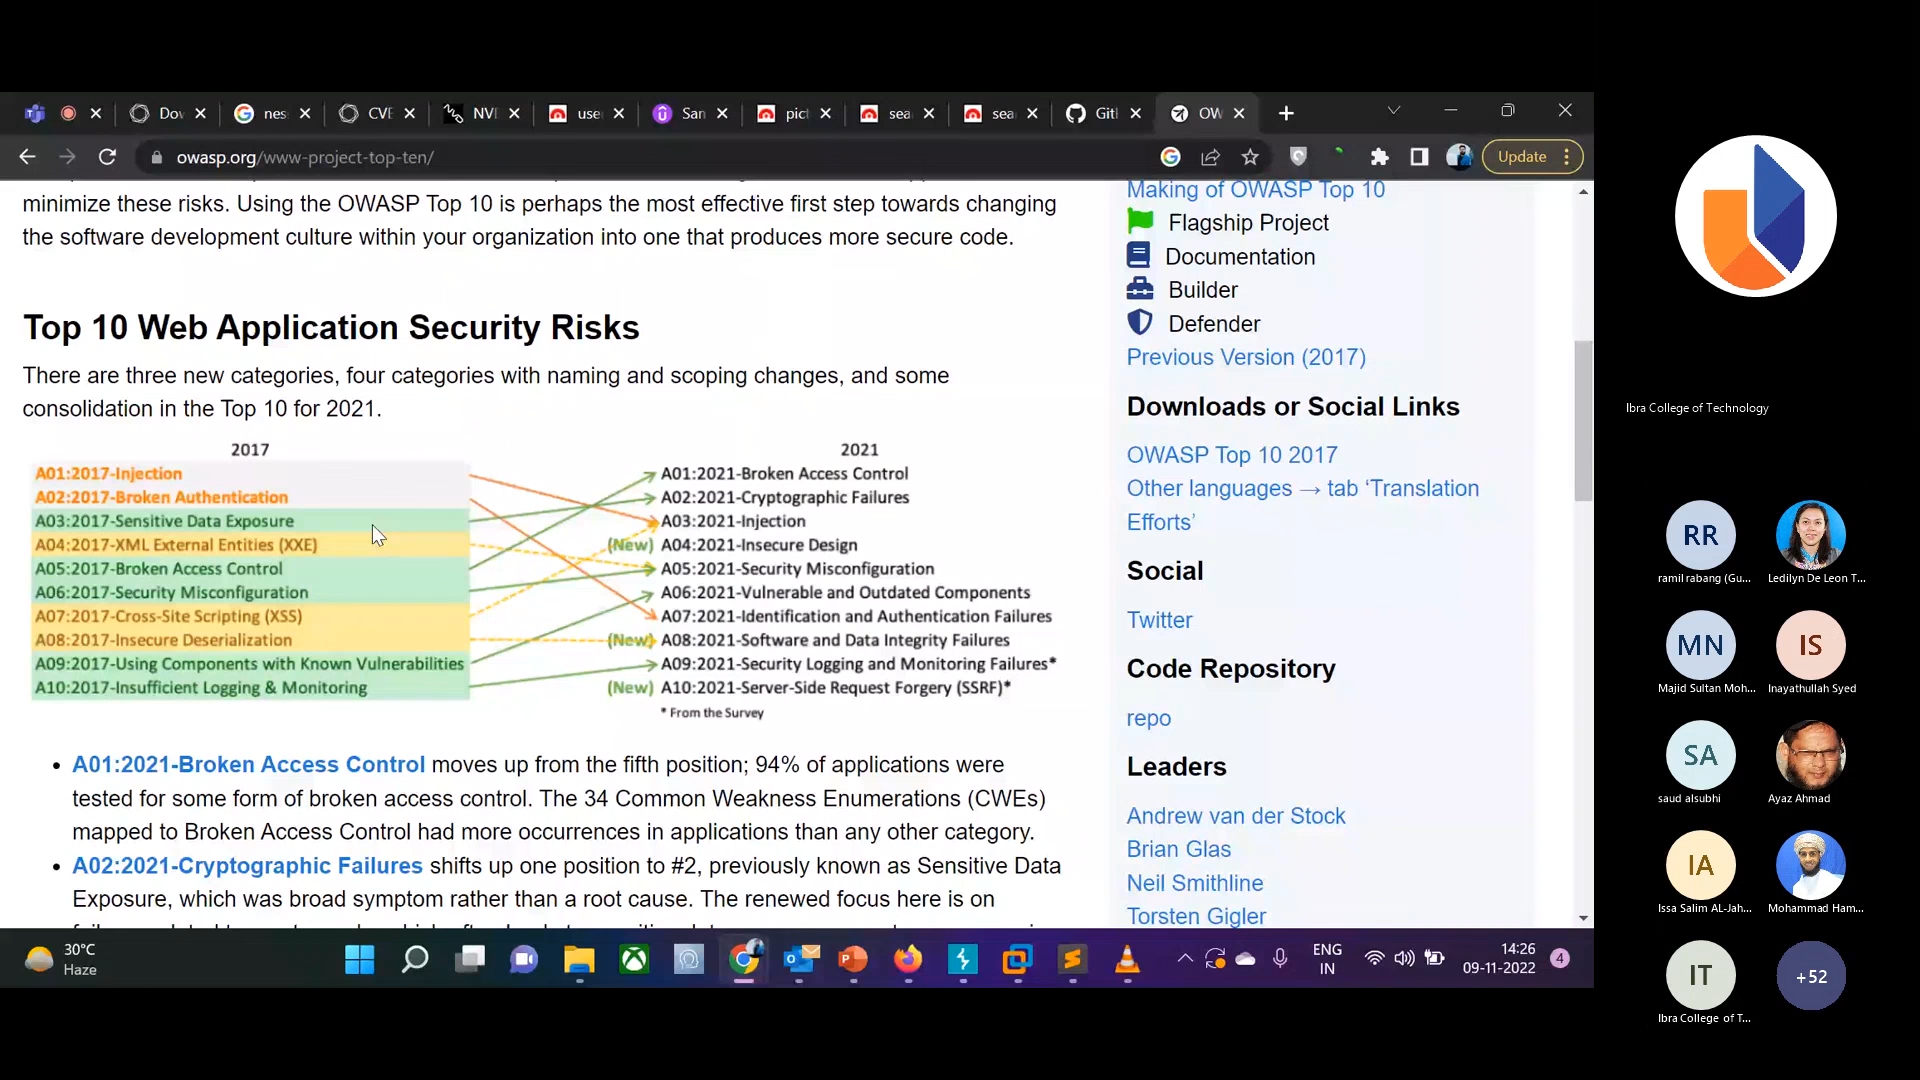 Dov
nes
CVE
NVI
use
San
pict
sea
sea
Gitl
OW
owasp.org/www-project-top-ten/
Update
minimize these risks. Using the OWASP Top 10 is perhaps the most effective first step towards changing
the software development culture within your organization into one that produces more secure code.
Top 10 Web Application Security Risks
There are three new categories, four categories with naming and scoping changes, and some
consolidation in the Top 10 for 2021.
2017
2021
A01:2017-Injection
A02:2017-Broken Authentication
A03:2017-Sensitive Data Exposure
A04:2017-XML External Entities (XXE)
A05:2017-Broken Access Control
A06:2017-Security Misconfiguration
A07:2017-Cross-Site Scripting (XSS)
A08:2017-Insecure Deserialization
A09:2017-Using Components with Known Vulnerabilities
A10:2017-Insufficient Logging & Monitoring
A01:2021-Broken Access Control
A02:2021-Cryptographic Failures
A03:2021-Injection
(New) A04:2021-Insecure Design
A05:2021-Security Misconfiguration
A06:2021-Vulnerable and Outdated Components
A07:2021-Identification and Authentication Failures
(New) A08:2021-Software and Data Integrity Failures
A09:2021-Security Logging and Monitoring Failures*
(New) A10:2021-Server-Side Request Forgery (SSRF)*
* From the Survey
• A01:2021-Broken Access Control moves up from the fifth position; 94% of applications were
tested for some form of broken access control. The 34 Common Weakness Enumerations (CWEs)
mapped to Broken Access Control had more occurrences in applications than any other category.
• A02:2021-Cryptographic Failures shifts up one position to #2, previously known as Sensitive Data
Exposure, which was broad symptom rather than a root cause. The renewed focus here is on
Making of OWASP Top 10
Flagship Project
Documentation
Builder
Defender
Previous Version (2017)
Downloads or Social Links
OWASP Top 10 2017
Other languages → tab ‘Translation
Efforts’
Social
Twitter
Code Repository
repo
Leaders
Andrew van der Stock
Brian Glas
Neil Smithline
Torsten Gigler
30°C
Haze
ENG
IN
14:26
09-11-2022
4
Ibra College of Technology
RR
ramil rabang (Gu...
Ledilyn De Leon T...
MN
Majid Sultan Moh...
IS
Inayathullah Syed
SA
saud alsubhi
Ayaz Ahmad
IA
Issa Salim AL-Jah...
Mohammad Ham...
IT
Ibra College of T...
+52